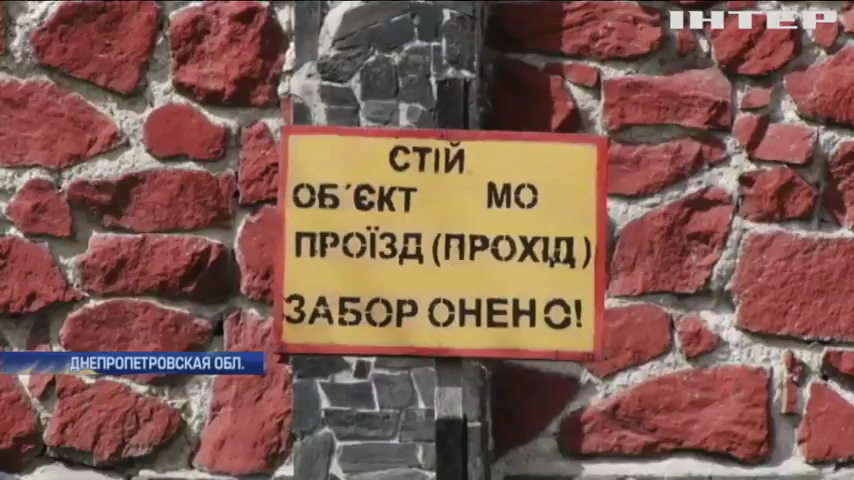 ІНТЕР
СТІЙ
ОБ´ЄКТ МО
ПРОЇЗД (ПРОХІД)
ЗАБОРОНЕНО!
ДНЕПРОПЕТРОВСКАЯ ОБЛ.